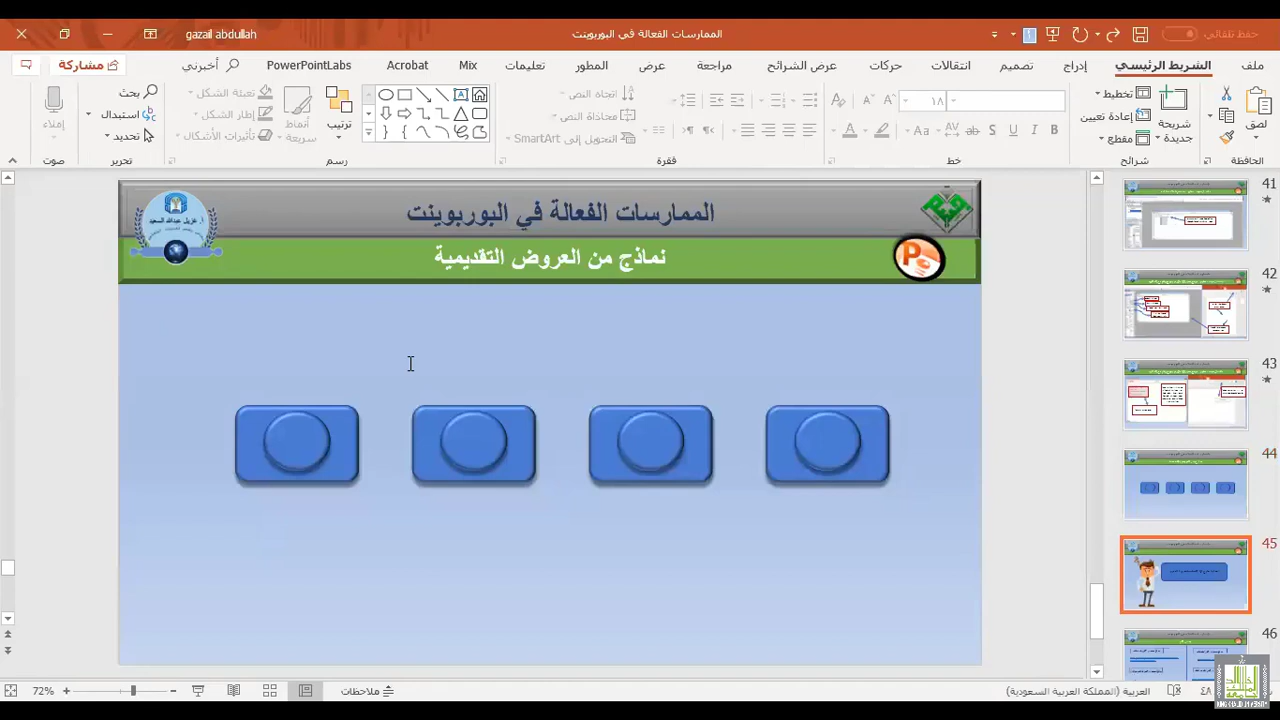 حفظ تلقائي
الممارسات الفعالة في البوربوينت
gazail abdullah
ملف
الشريط الرئيسي
إدراج
تصميم
انتقالات
حركات
عرض الشرائح
مراجعة
عرض
المطور
تعليمات
Mix
Acrobat
PowerPointLabs
أخبرني
مشاركة
لصق
الحافظة
شريحة جديدة
تخطيط
إعادة تعيين
مقطع
شرائح
١٨
خط
اتجاه النص
محاذاة النص
التحويل إلى SmartArt
فقرة
ترتيب
أنماط سريعة
تعبئة الشكل
إطار الشكل
تأثيرات الأشكال
رسم
بحث
استبدال
تحديد
تحرير
إملاء
صوت
الممارسات الفعالة في البوربوينت
أ. غزيل عبدالله السعيد
نماذج من العروض التقديمية
41
42
43
44
45
46
العربية (المملكة العربية السعودية)
ملاحظات
72%